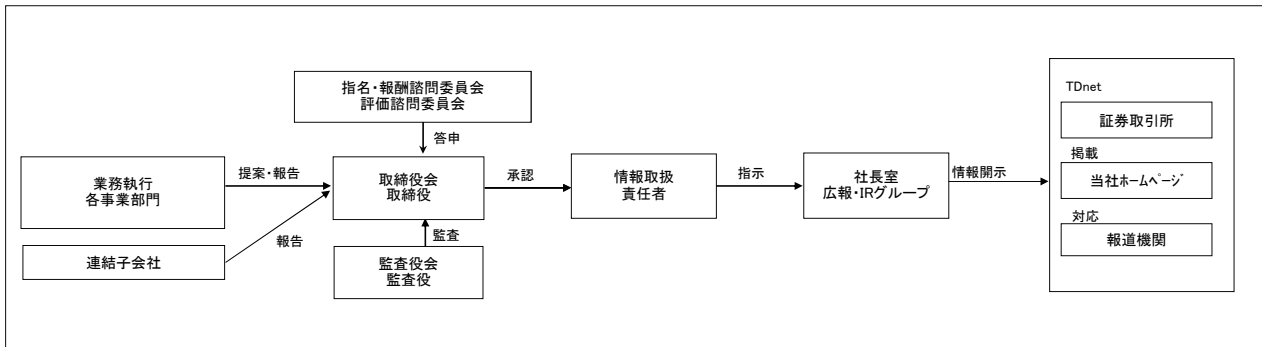 指名・報酬諮問委員会
評価諮問委員会
答申
業務執行
各事業部門
提案・報告
連結子会社
報告
取締役会
取締役
監査
監査役会
監査役
承認
情報取扱
責任者
指示
社長室
広報・IRグループ
情報開示
TDnet
証券取引所
掲載
当社ﾎｰﾑﾍﾟｰｼﾞ
対応
報道機関